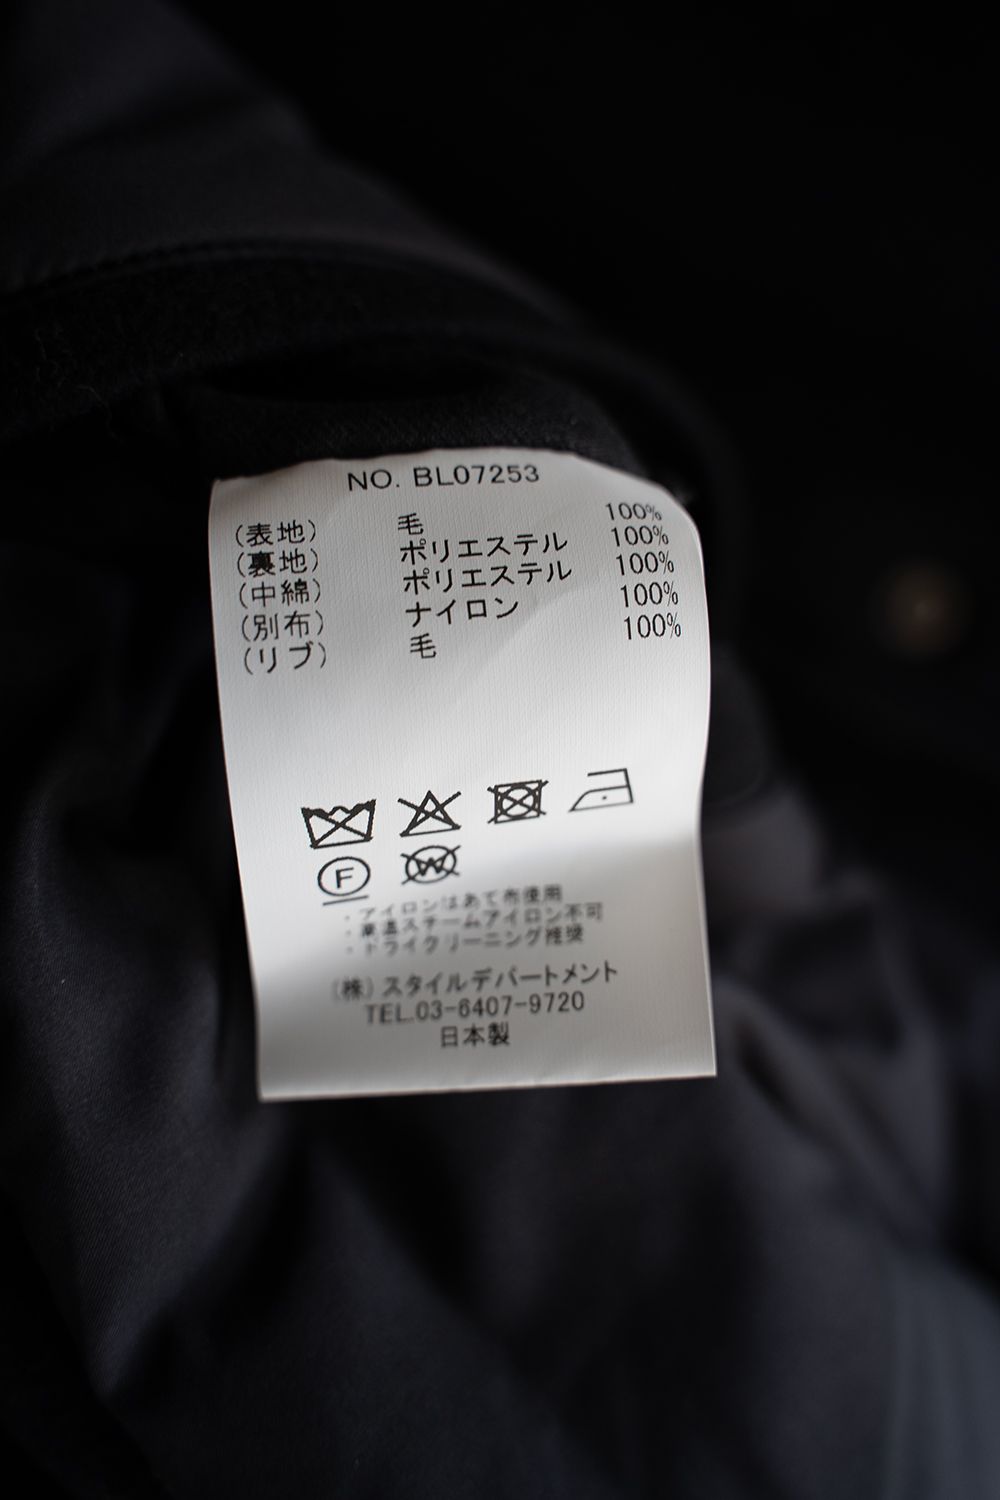 NO. BL07253
(表地) 毛 100%
(裏地) ポリエステル 100%
(中綿) ポリエステル 100%
(別布) ナイロン 100%
(リブ) 毛 100%
F W
・アイロンはあて布使用
・高温スチームアイロン不可
・ドライクリーニング推奨
(株)スタイルデパートメント
TEL.03-6407-9720
日本製